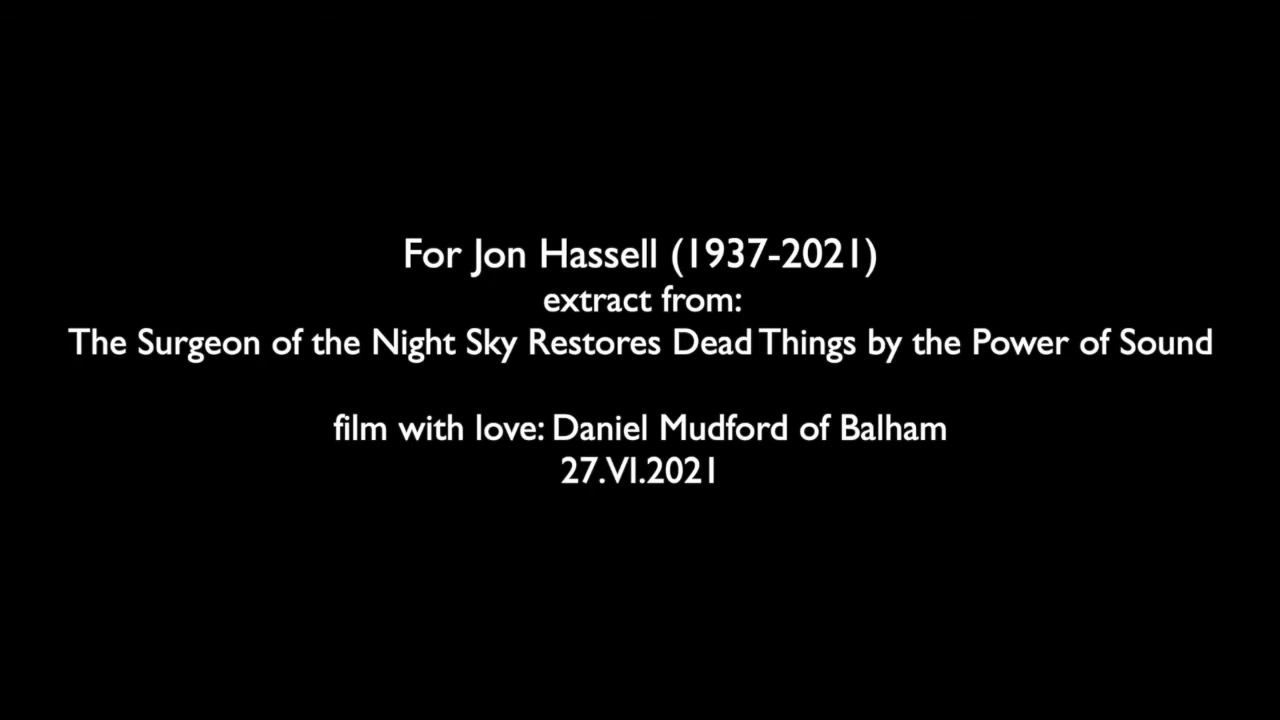 For Jon Hassell (1937-2021)
extract from:
The Surgeon of the Night Sky Restores Dead Things by the Power of Sound
film with love: Daniel Mudford of Balham
27.VI.2021